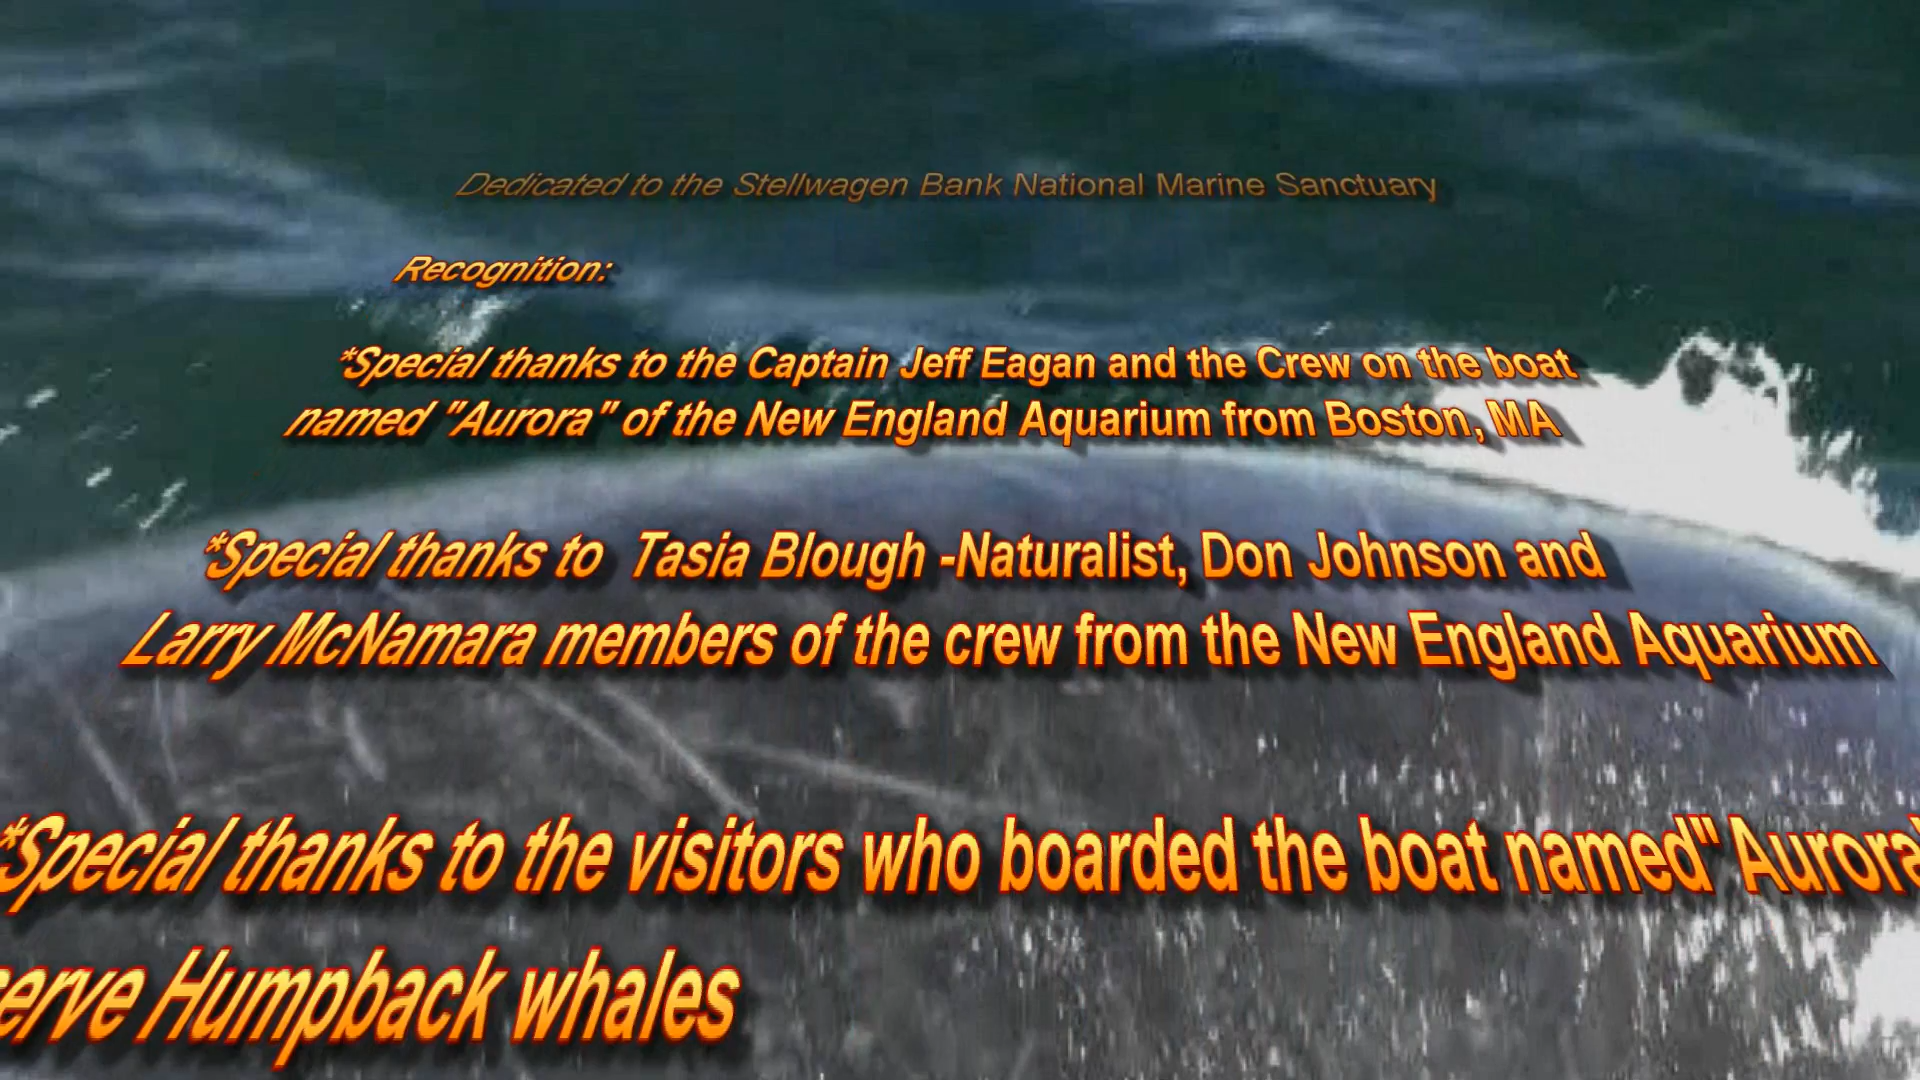 Dedicated to the Stellwagen Bank National Marine Sanctuary
Recognition:
*Special thanks to the Captain Jeff Eagan and the Crew on the boat
named "Aurora" of the New England Aquarium from Boston, MA
*Special thanks to Tasia Blough -Naturalist, Don Johnson and
Larry McNamara members of the crew from the New England Aquarium
*Special thanks to the visitors who boarded the boat named" Aurora"
Humpback whales